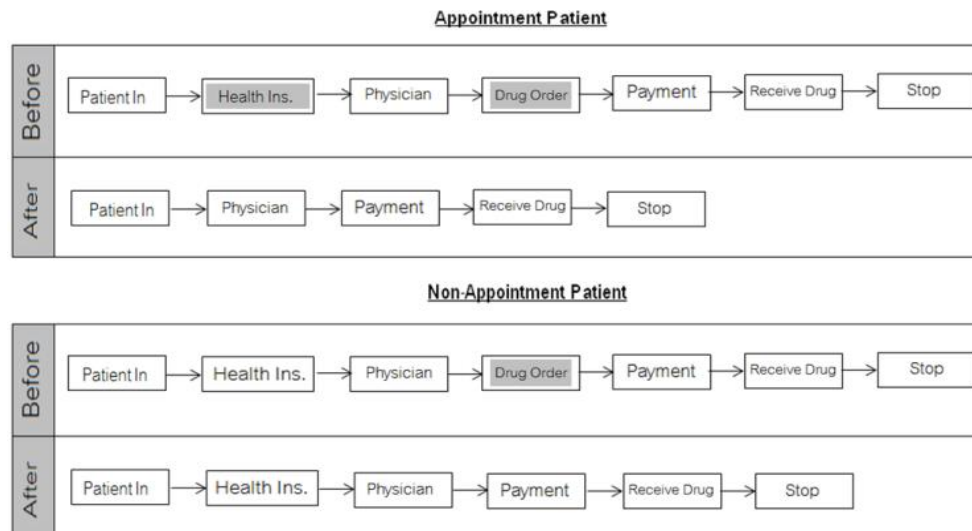 Appointment Patient
Before
Patient In
Health Ins.
Physician
Drug Order
Payment
Receive Drug
Stop
After
Patient In
Physician
Payment
Receive Drug
Stop
Non-Appointment Patient
Before
Patient In
Health Ins.
Physician
Drug Order
Payment
Receive Drug
Stop
After
Patient In
Health Ins.
Physician
Payment
Receive Drug
Stop